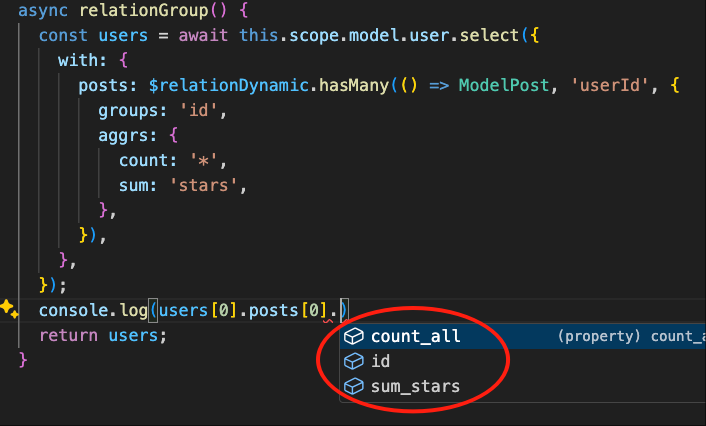 async relationGroup() {
const users = await this.scope.model.user.select({
with: {
posts: $relationDynamic.hasMany(() => ModelPost, 'userId', {
groups: 'id',
aggrs: {
count: '*',
sum: 'stars',
},
}),
},
});
console.log(users[0].posts[0].)
count_all (property) count_a
return users;
id
}
sum_stars